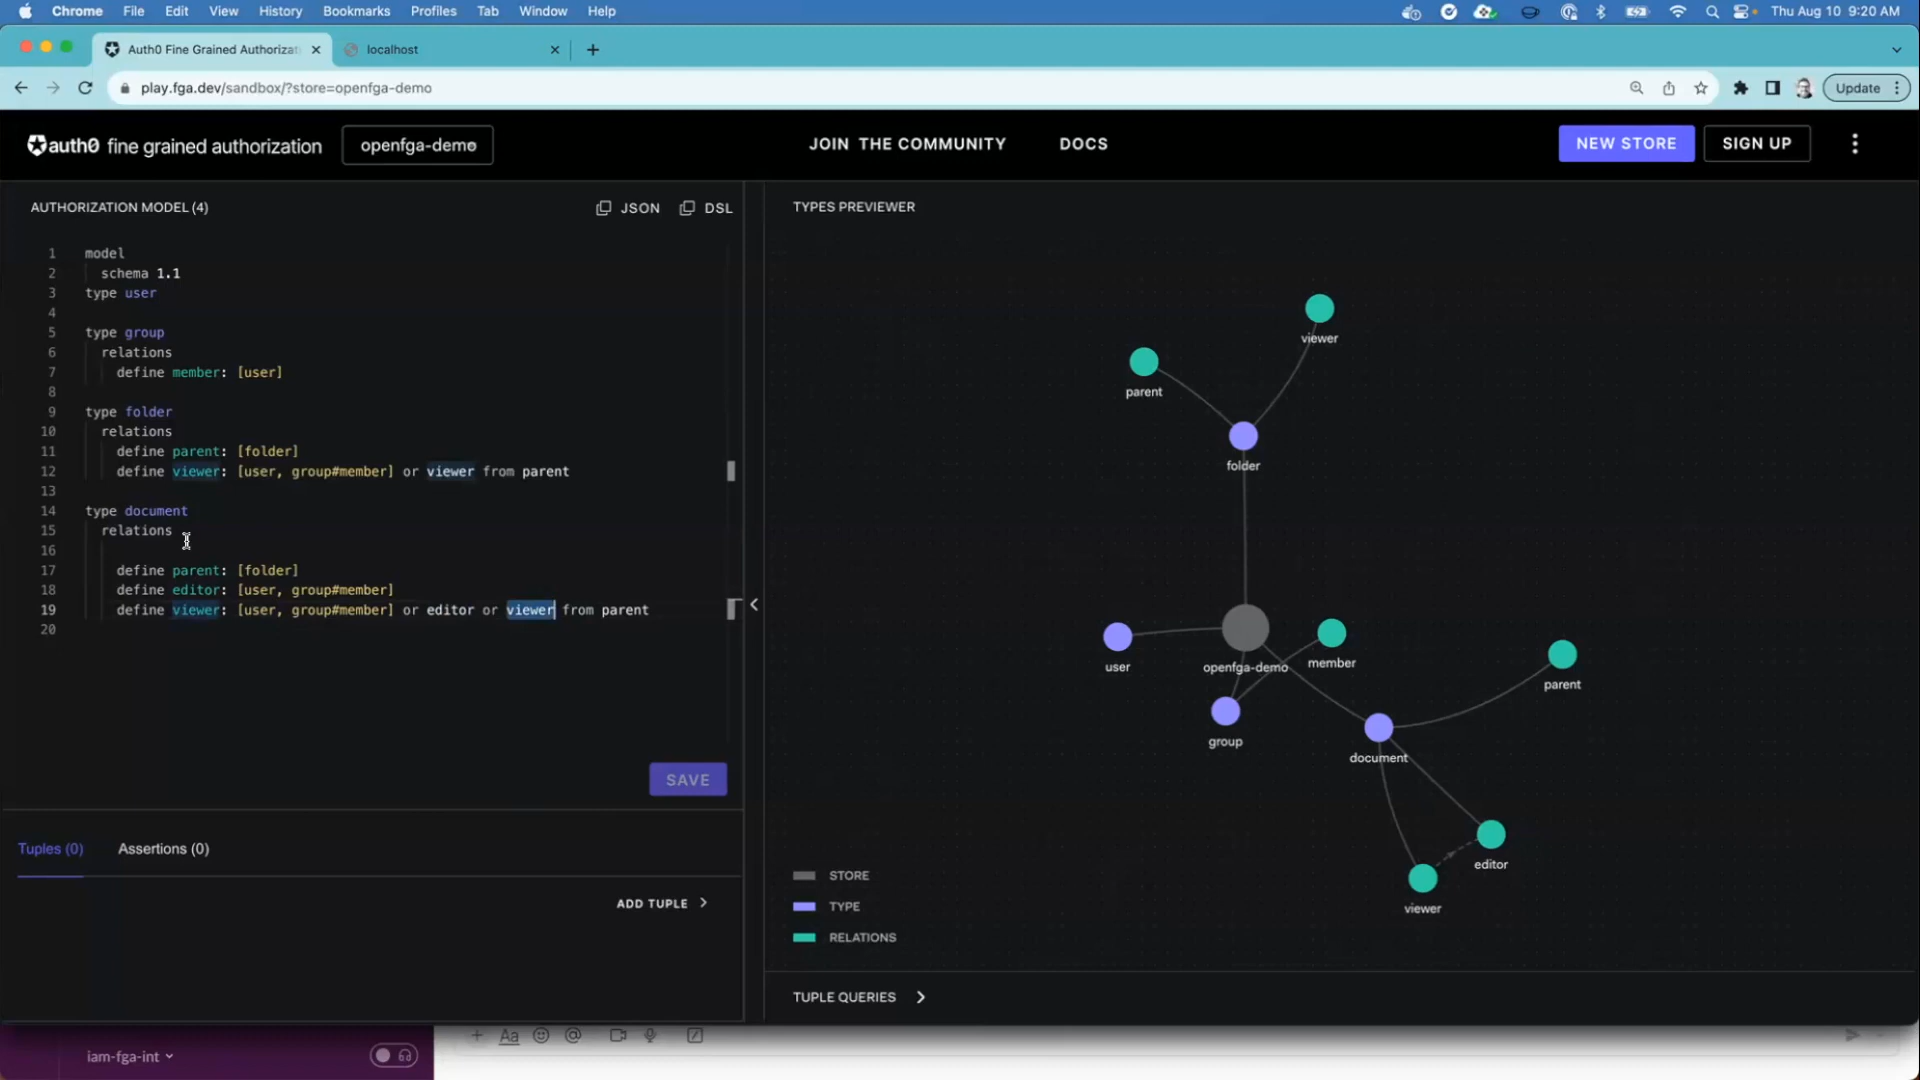 Chrome File Edit View History Bookmarks Profiles Tab Window Help Thu Aug 10 9:20 AM
Auth0 Fine Grained Authorizati localhost
play.fga.dev/sandbox/?store=openfga-demo Update
auth0 fine grained authorization openfga-demo JOIN THE COMMUNITY DOCS NEW STORE SIGN UP
AUTHORIZATION MODEL (4) JSON DSL
1 model
2 schema 1.1
3 type user
4
5 type group
6 relations
7 define member: [user]
8
9 type folder
10 relations
11 define parent: [folder]
12 define viewer: [user, group#member] or viewer from parent
13
14 type document
15 relations
16
17 define parent: [folder]
18 define editor: [user, group#member]
19 define viewer: [user, group#member] or editor or viewer from parent
20
SAVE
Tuples (0) Assertions (0)
ADD TUPLE
TYPES PREVIEWER
viewer
parent
folder
user
openfga-demo
member
parent
group
document
editor
viewer
STORE
TYPE
RELATIONS
TUPLE QUERIES
iam-fga-int
Aa